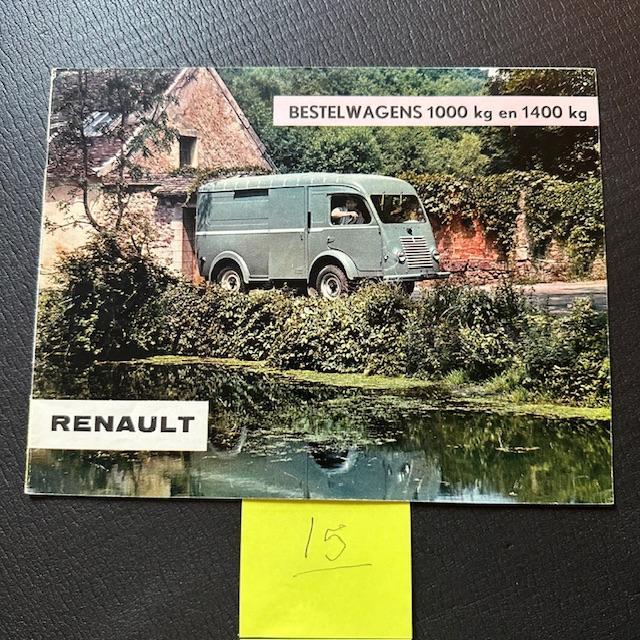 BESTELWAGENS 1000 kg en 1400 kg
RENAULT
15